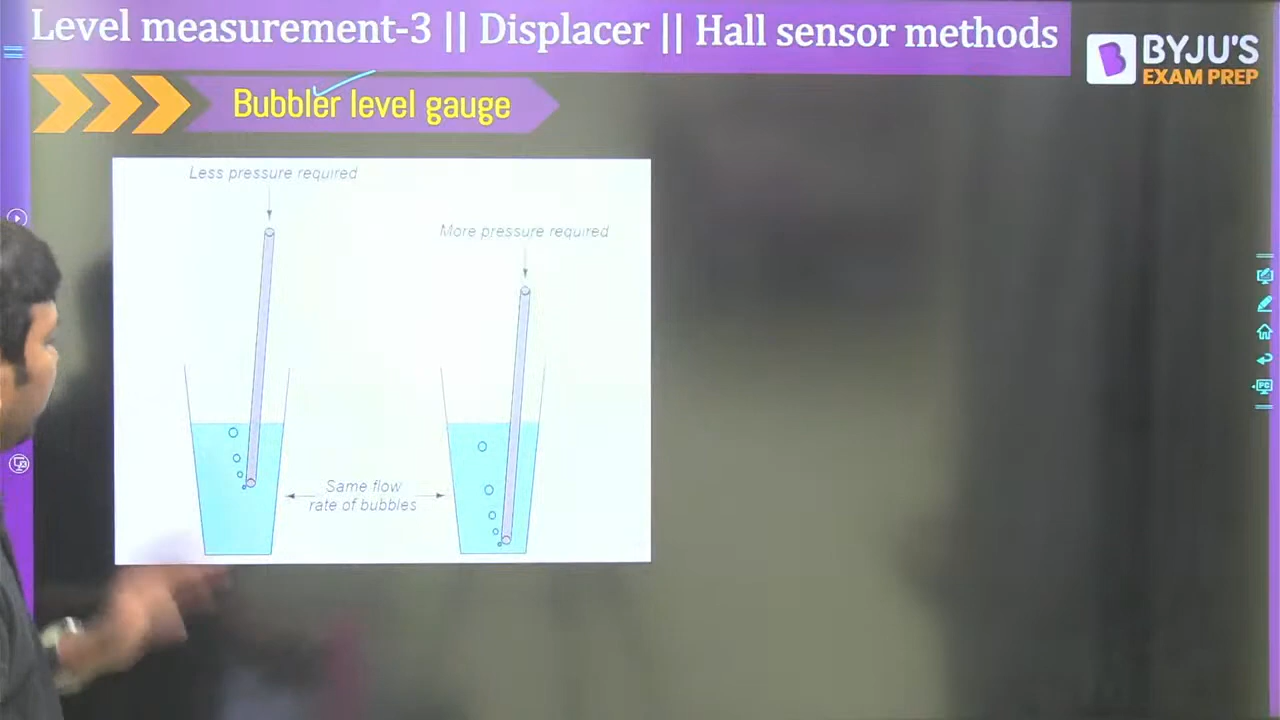 Level measurement-3 || Displacer || Hall sensor methods
BYJU'S
EXAM PREP
Bubbler level gauge
Less pressure required
More pressure required
Same flow
rate of bubbles
PC